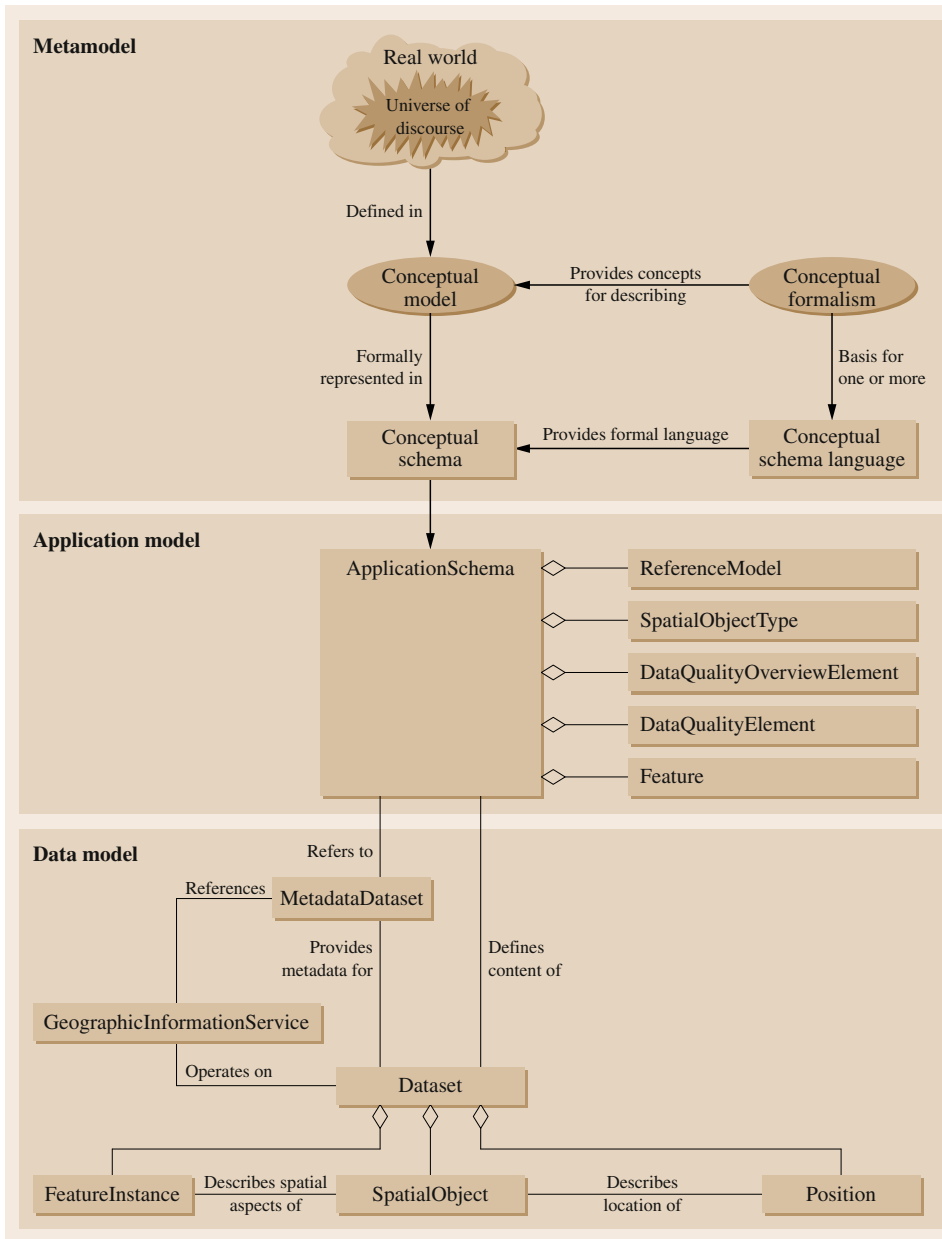 Metamodel
Real world
Universe of
discourse
Defined in
Conceptual
model
Provides concepts
for describing
Conceptual
formalism
Formally
represented in
Basis for
one or more
Conceptual
schema
Provides formal language
Conceptual
schema language
Application model
ApplicationSchema
ReferenceModel
SpatialObjectType
DataQualityOverviewElement
DataQualityElement
Feature
Data model
Refers to
References
MetadataDataset
Provides
metadata for
Defines
content of
GeographicInformationService
Operates on
Dataset
FeatureInstance
Describes spatial
aspects of
SpatialObject
Describes
location of
Position